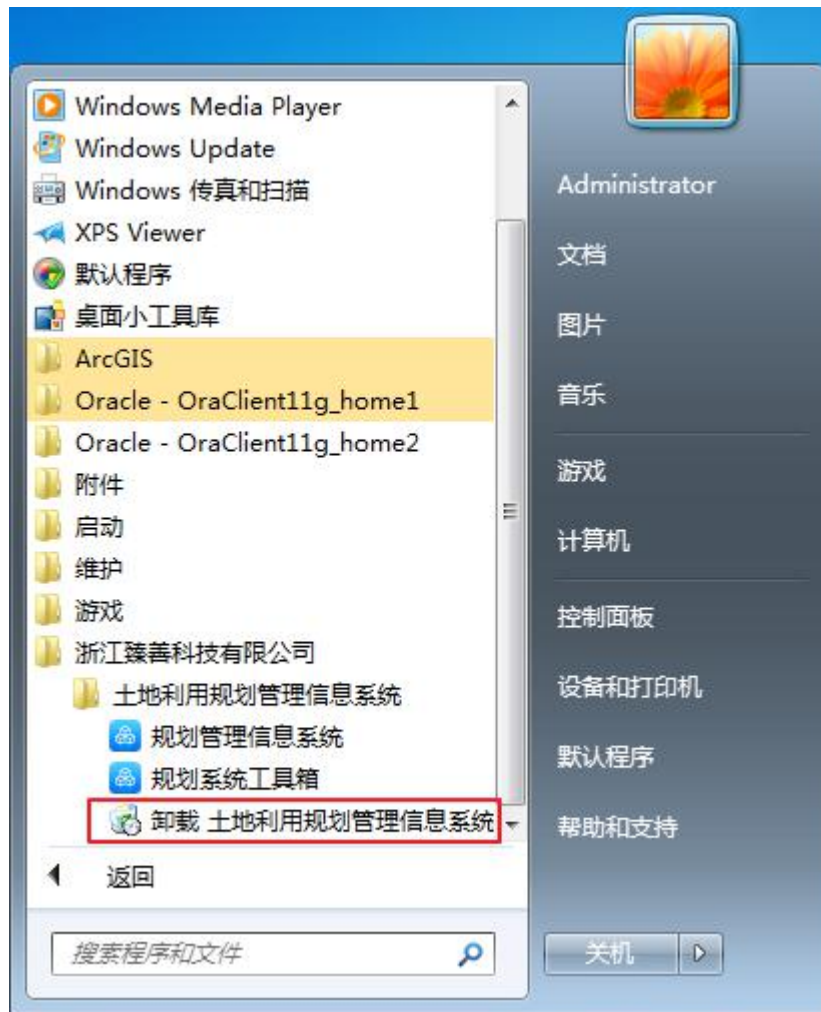 Windows Media Player
Windows Update
Windows 传真和扫描
XPS Viewer
默认程序
桌面小工具库
ArcGIS
Oracle - OraClient11g_home1
Oracle - OraClient11g_home2
附件
启动
维护
游戏
浙江臻善科技有限公司
土地利用规划管理信息系统
规划管理信息系统
规划系统工具箱
卸载 土地利用规划管理信息系统
返回
搜索程序和文件
Administrator
文档
图片
音乐
游戏
计算机
控制面板
设备和打印机
默认程序
帮助和支持
关机